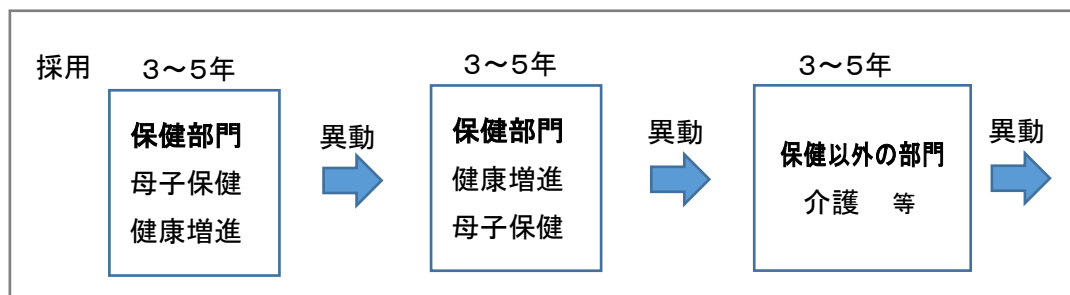 採用
3～5年
保健部門
母子保健
健康増進
異動
3～5年
保健部門
健康増進
母子保健
異動
3～5年
保健以外の部門
介護　等
異動